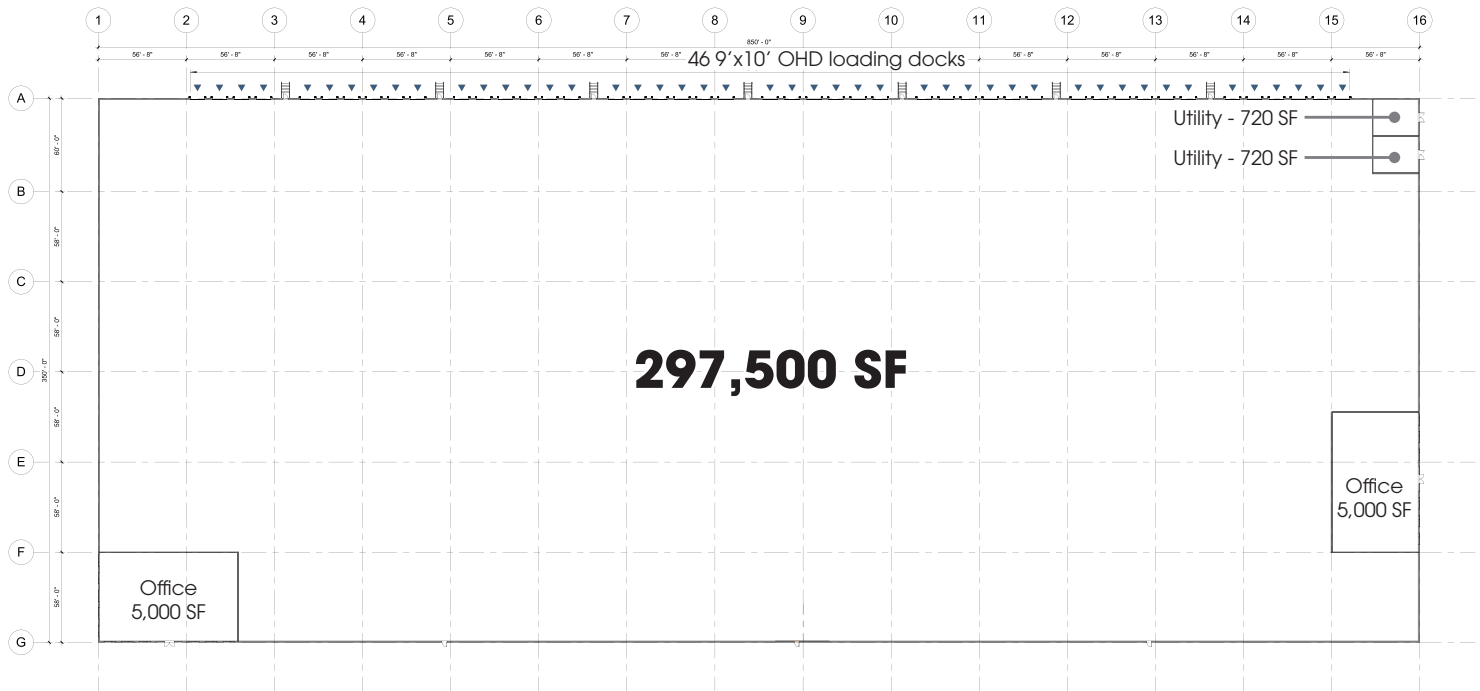 1 2 3 4 5 6 7 8 9 10 11 12 13 14 15 16
850' - 0"
56' - 8" 56' - 8" 56' - 8" 56' - 8" 56' - 8" 56' - 8" 56' - 8" 56' - 8" 56' - 8" 56' - 8" 56' - 8" 56' - 8"
46 9'x10' OHD loading docks
A
Utility - 720 SF
60' - 0"
Utility - 720 SF
B
58' - 0"
C
58' - 0"
D
350' - 0"
297,500 SF
58' - 0"
E
Office
5,000 SF
58' - 0"
F
Office
5,000 SF
58' - 0"
G